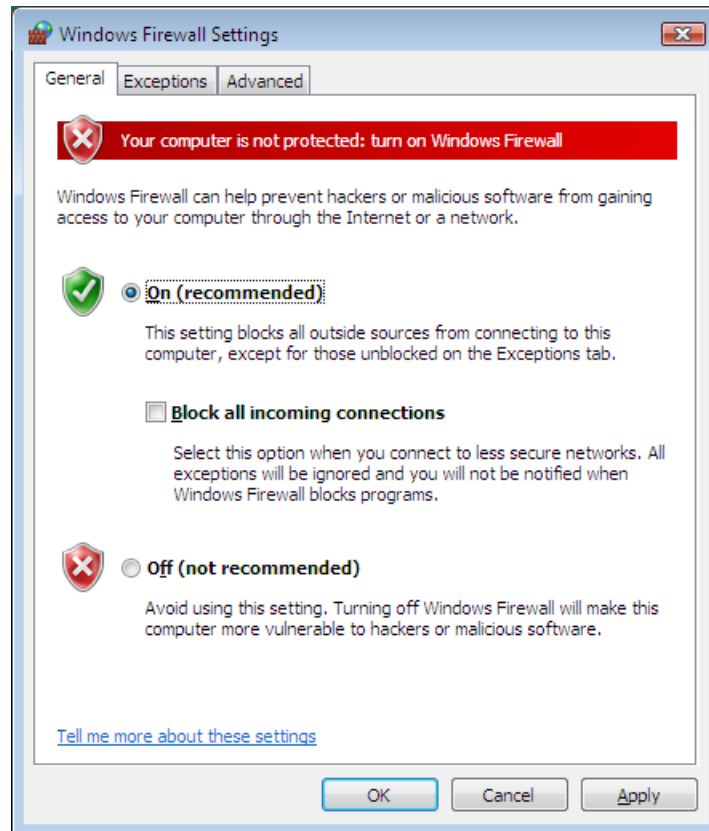 Windows Firewall Settings
General Exceptions Advanced
Your computer is not protected: turn on Windows Firewall
Windows Firewall can help prevent hackers or malicious software from gaining
access to your computer through the Internet or a network.
On (recommended)
This setting blocks all outside sources from connecting to this
computer, except for those unblocked on the Exceptions tab.
Block all incoming connections
Select this option when you connect to less secure networks. All
exceptions will be ignored and you will not be notified when
Windows Firewall blocks programs.
Off (not recommended)
Avoid using this setting. Turning off Windows Firewall will make this
computer more vulnerable to hackers or malicious software.
Tell me more about these settings
OK Cancel Apply